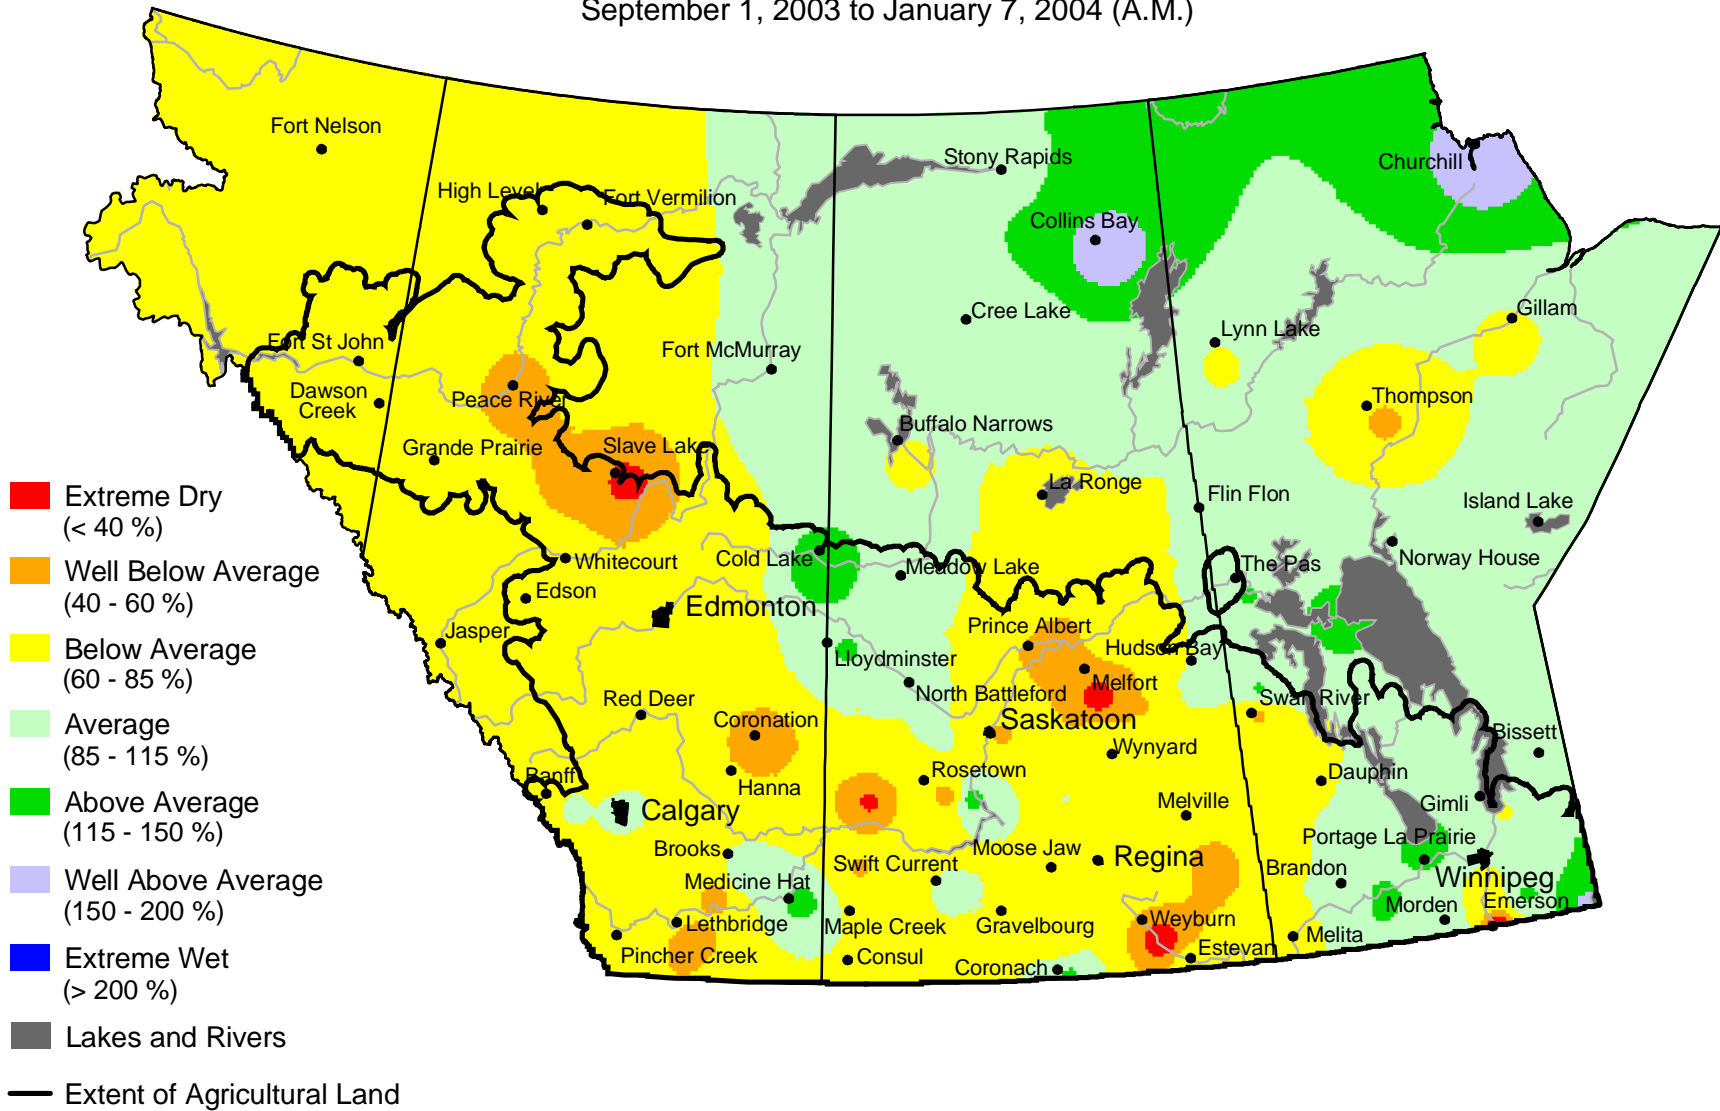 September 1, 2003 to January 7, 2004 (A.M.)
Fort Nelson
Churchill
Stony Rapids
High Level
Fort Vermilion
Collins Bay
Cree Lake
Gillam
Lynn Lake
Fort St John
Fort McMurray
Dawson
Creek
Peace River
Thompson
Buffalo Narrows
Grande Prairie
Slave Lake
La Ronge
Flin Flon
Island Lake
Whitecourt
Cold Lake
Meadow Lake
The Pas
Norway House
Edson
Edmonton
Jasper
Prince Albert
Hudson Bay
Lloydminster
Melfort
North Battleford
Red Deer
Swan River
Coronation
Saskatoon
Wynyard
Bissett
Banff
Hanna
Rosetown
Dauphin
Calgary
Melville
Gimli
Portage La Prairie
Brooks
Swift Current
Moose Jaw
Regina
Brandon
Winnipeg
Medicine Hat
Morden
Emerson
Lethbridge
Maple Creek
Gravelbourg
Weyburn
Pincher Creek
Consul
Coronach
Estevan
Melita
Extreme Dry
(< 40 %)
Well Below Average
(40 - 60 %)
Below Average
(60 - 85 %)
Average
(85 - 115 %)
Above Average
(115 - 150 %)
Well Above Average
(150 - 200 %)
Extreme Wet
(> 200 %)
Lakes and Rivers
Extent of Agricultural Land